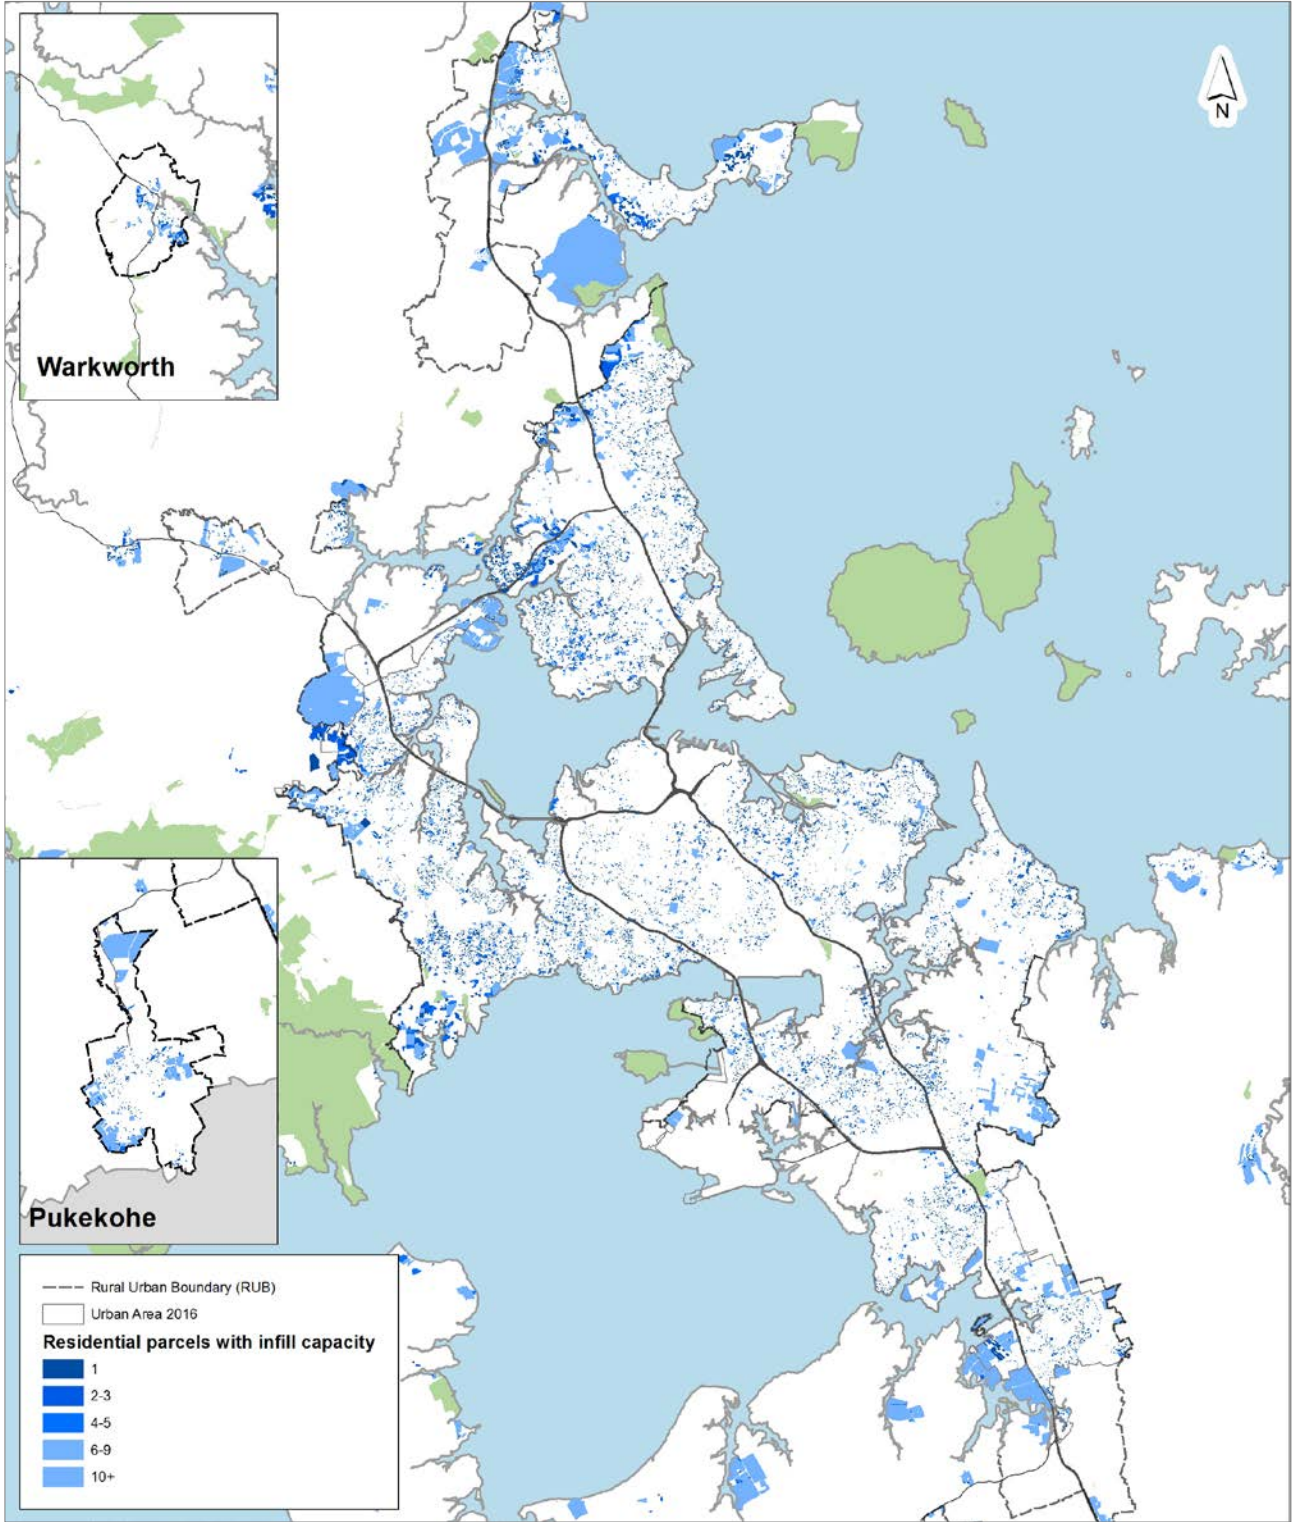 N
Warkworth
Pukekohe
Rural Urban Boundary (RUB)
Urban Area 2016
Residential parcels with infill capacity
1
2-3
4-5
6-9
10+